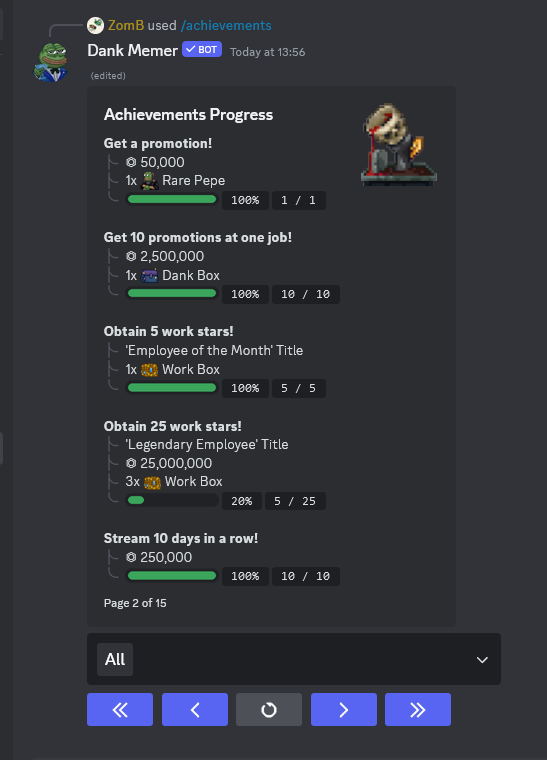 ZomB used /achievements
Dank Memer BOT Today at 13:56
(edited)
Achievements Progress
Get a promotion!
50,000
1x Rare Pepe
100% 1 / 1
Get 10 promotions at one job!
2,500,000
1x Dank Box
100% 10 / 10
Obtain 5 work stars!
'Employee of the Month' Title
1x Work Box
100% 5 / 5
Obtain 25 work stars!
'Legendary Employee' Title
25,000,000
3x Work Box
20% 5 / 25
Stream 10 days in a row!
250,000
100% 10 / 10
Page 2 of 15
All